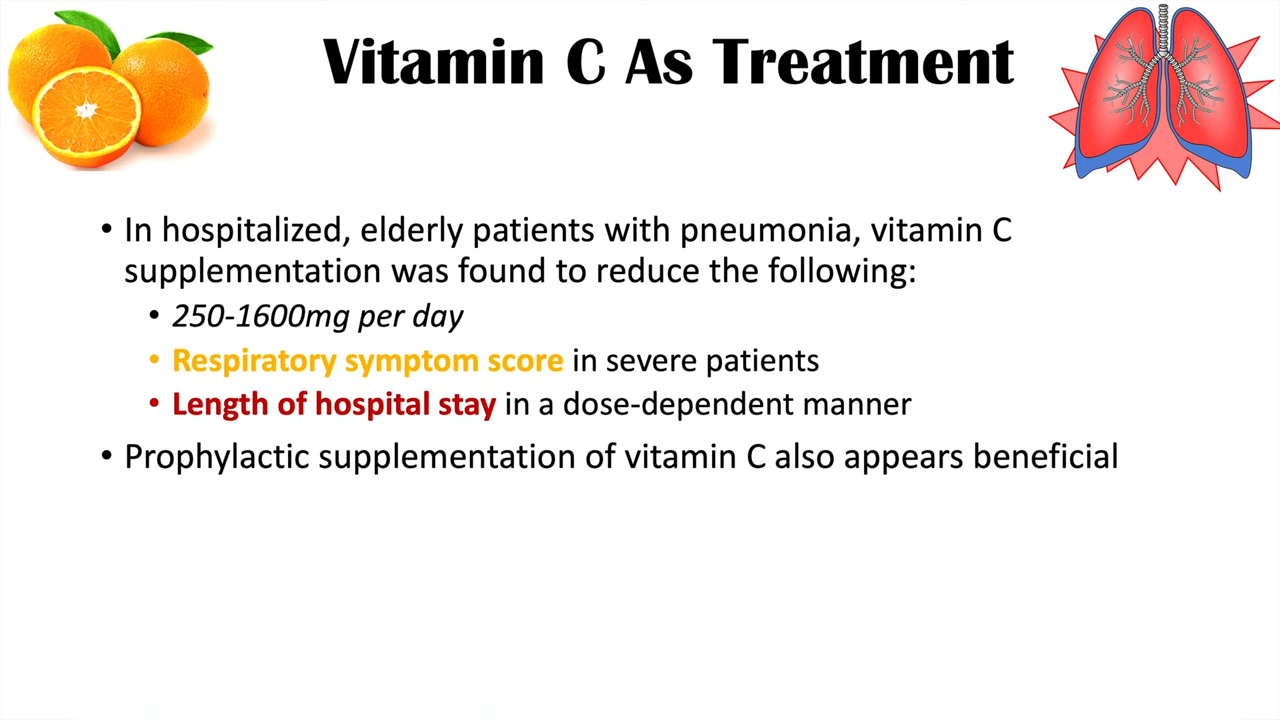 Vitamin C As Treatment
• In hospitalized, elderly patients with pneumonia, vitamin C
supplementation was found to reduce the following:
• 250-1600mg per day
• Respiratory symptom score in severe patients
• Length of hospital stay in a dose-dependent manner
• Prophylactic supplementation of vitamin C also appears beneficial